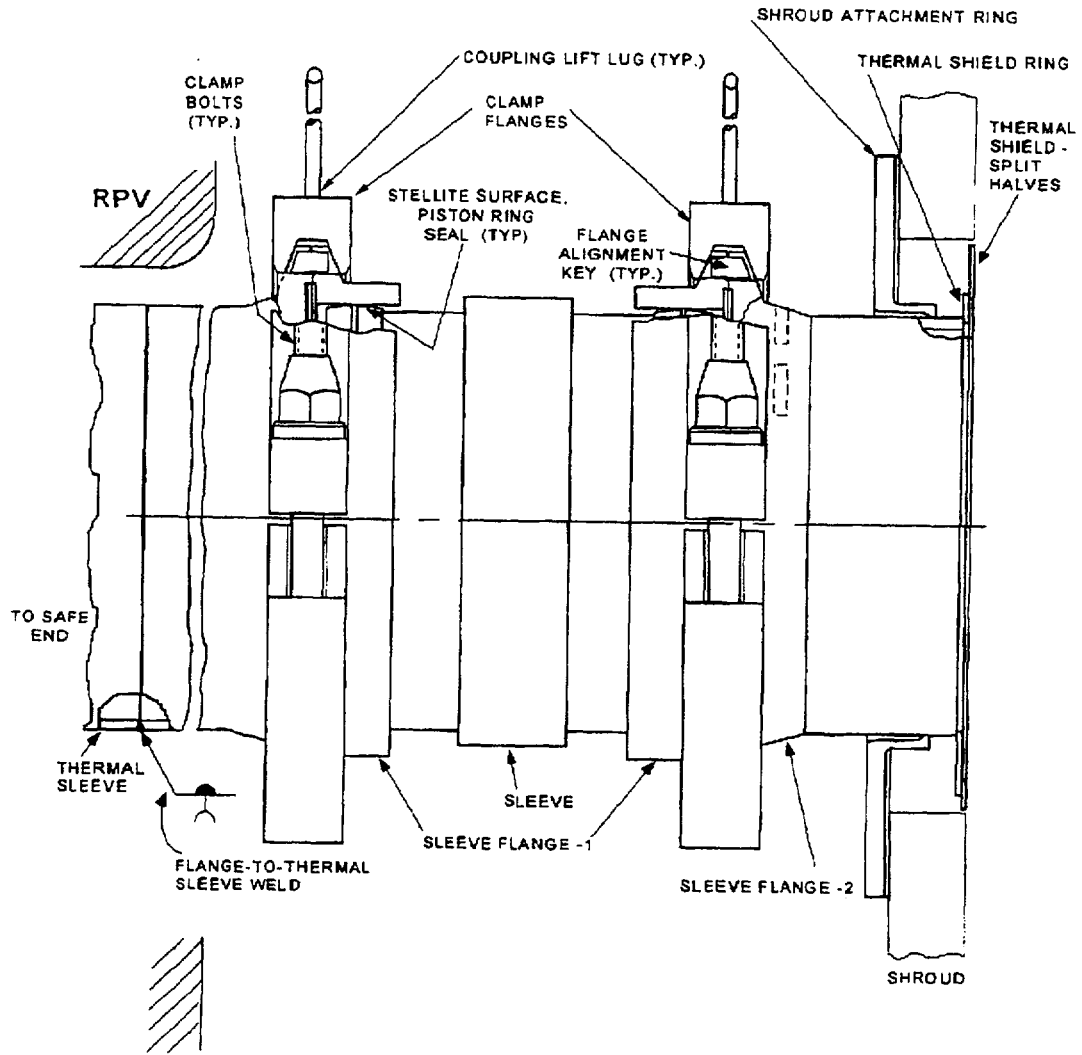 SHROUD ATTACHMENT RING
COUPLING LIFT LUG (TYP.)
THERMAL SHIELD RING
CLAMP
BOLTS
(TYP.)
CLAMP
FLANGES
THERMAL
SHIELD -
SPLIT
HALVES
RPV
STELLITE SURFACE.
PISTON RING
SEAL (TYP)
FLANGE
ALIGNMENT
KEY (TYP.)
TO SAFE
END
THERMAL
SLEEVE
SLEEVE
SLEEVE FLANGE -1
FLANGE-TO-THERMAL
SLEEVE WELD
SLEEVE FLANGE -2
SHROUD